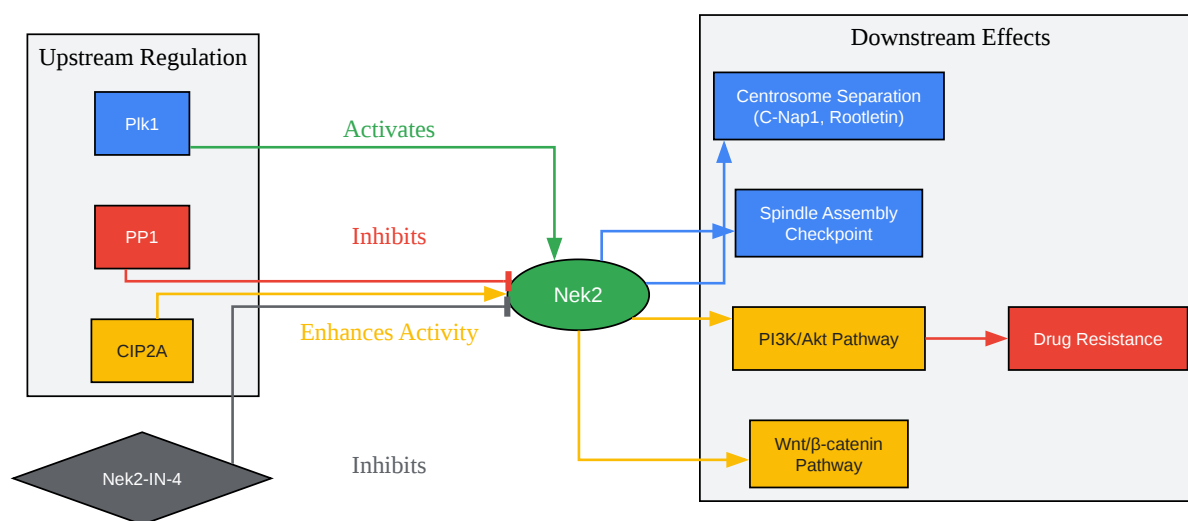 Upstream Regulation
Plk1
PP1
CIP2A
Nek2-IN-4
Activates
Inhibits
Enhances Activity
Inhibits
Nek2
Downstream Effects
Centrosome Separation
(C-Nap1, Rootletin)
Spindle Assembly
Checkpoint
PI3K/Akt Pathway
Drug Resistance
Wnt/β-catenin
Pathway